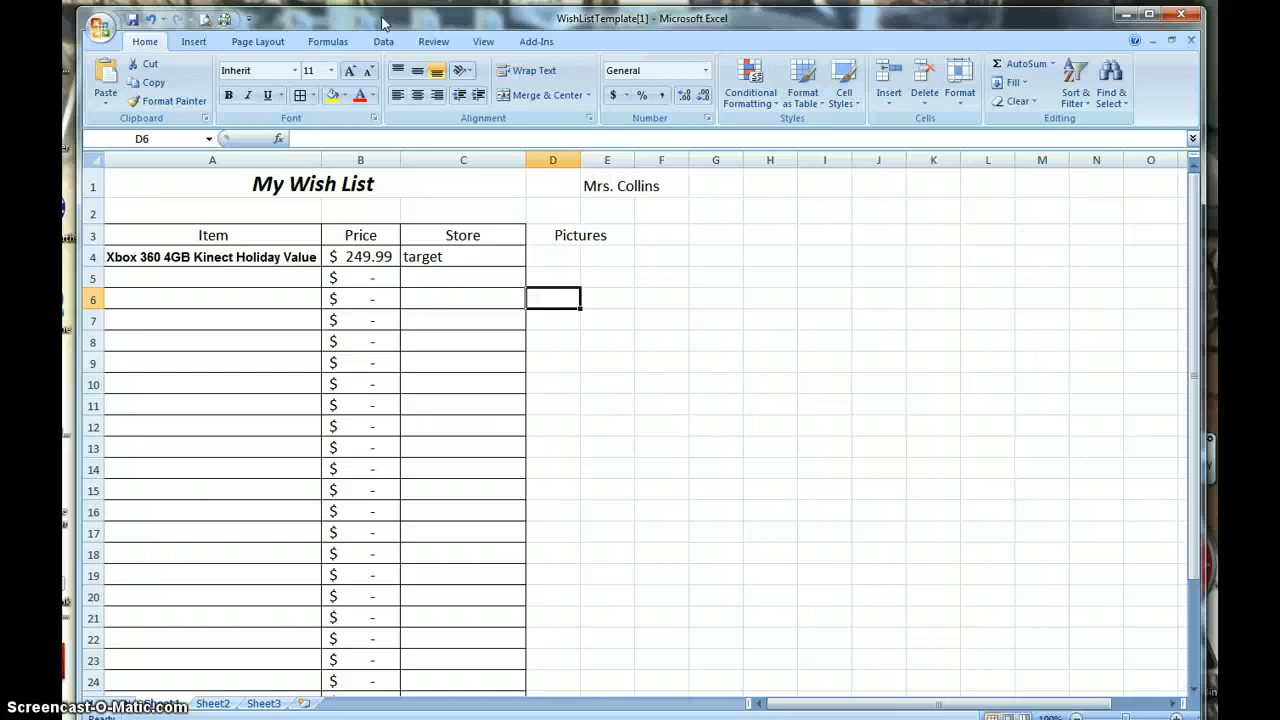 WishListTemplate[1] - Microsoft Excel
Home Insert Page Layout Formulas Data Review View Add-Ins
Paste
Cut
Copy
Format Painter
Clipboard
Inherit 11
B I U
Font
Wrap Text
Merge & Center
Alignment
General
$ % ,
Number
Conditional Formatting
Format as Table
Cell Styles
Styles
Insert Delete Format
Cells
AutoSum
Fill
Clear
Sort & Filter
Find & Select
Editing
D6 fx
A B C D E F G H I J K L M N O
1 My Wish List Mrs. Collins
2
3 Item Price Store Pictures
4 Xbox 360 4GB Kinect Holiday Value $ 249.99 target
5 $ -
6 $ -
7 $ -
8 $ -
9 $ -
10 $ -
11 $ -
12 $ -
13 $ -
14 $ -
15 $ -
16 $ -
17 $ -
18 $ -
19 $ -
20 $ -
21 $ -
22 $ -
23 $ -
24 $ -
Sheet2 Sheet3
Screencast-O-Matic.com
Ready 100%